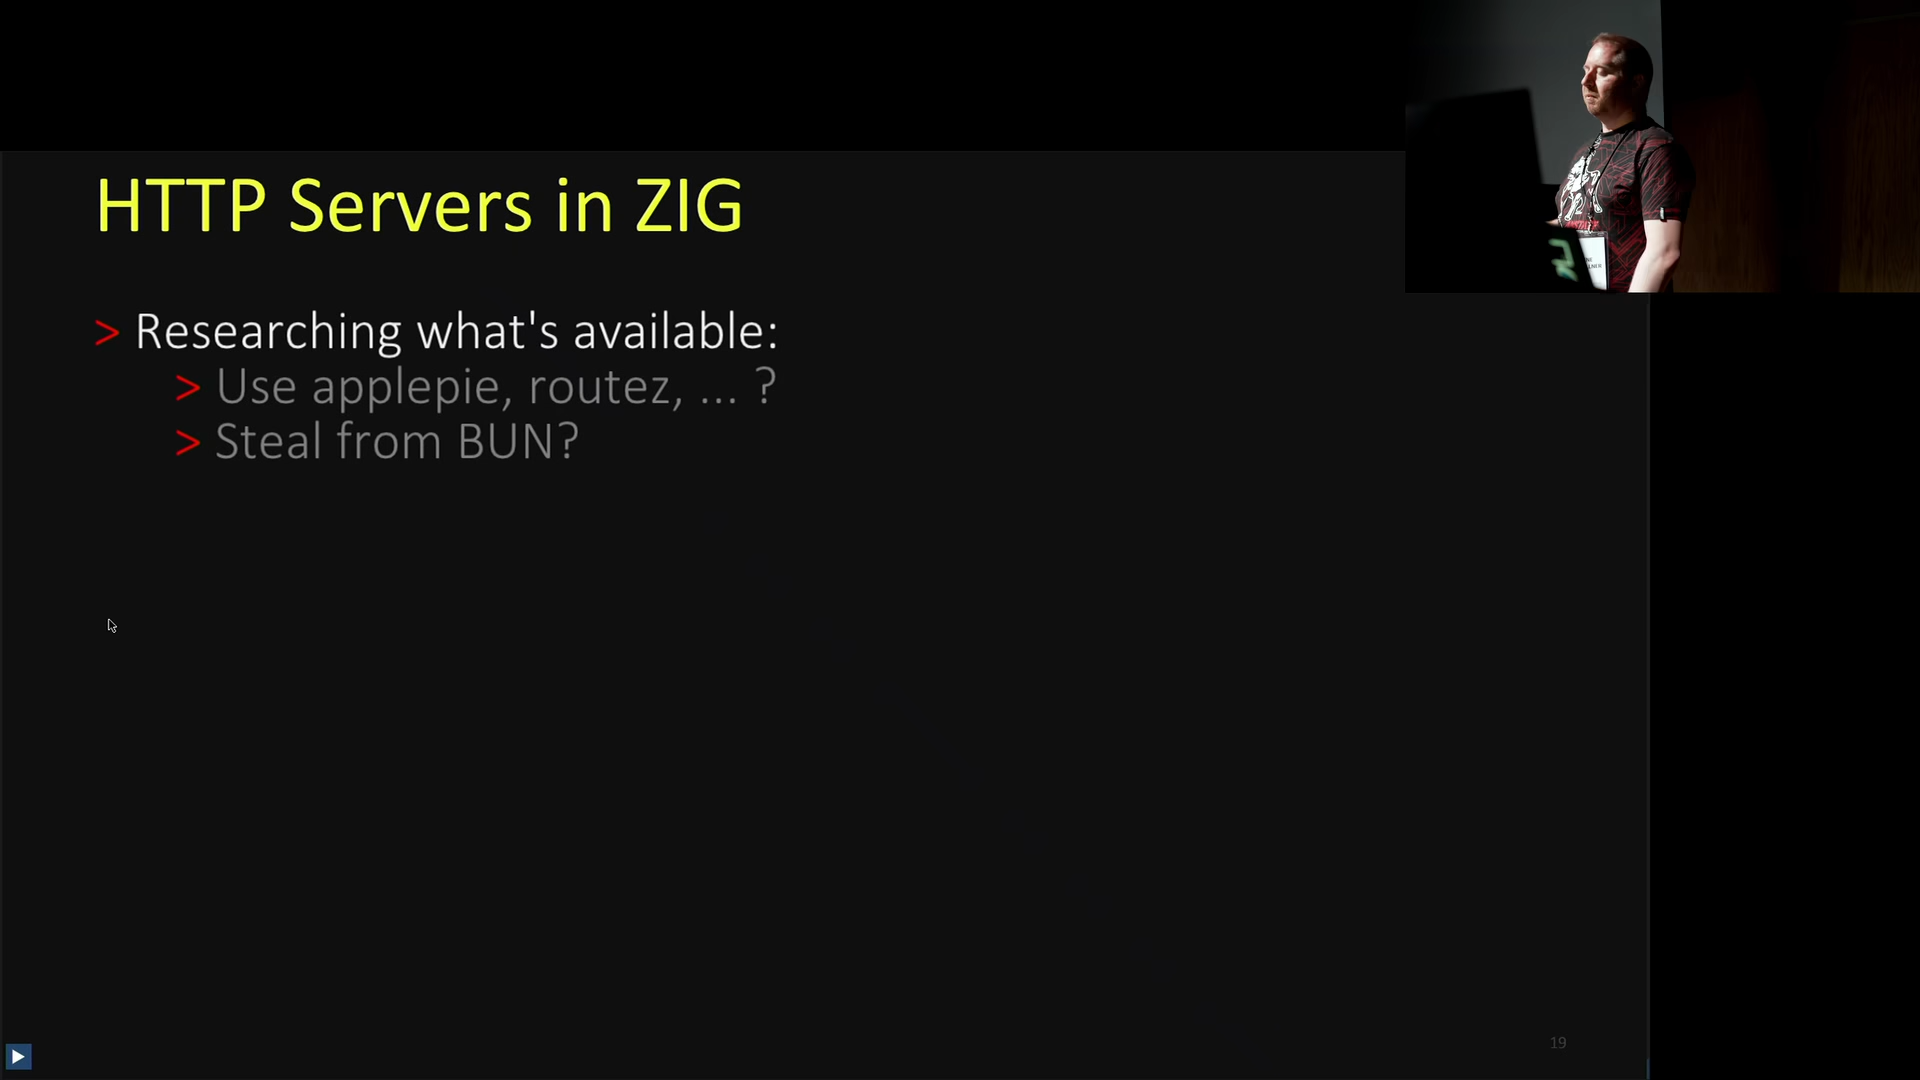 HTTP Servers in ZIG
> Researching what's available:
> Use applepie, routez, ... ?
> Steal from BUN?
19